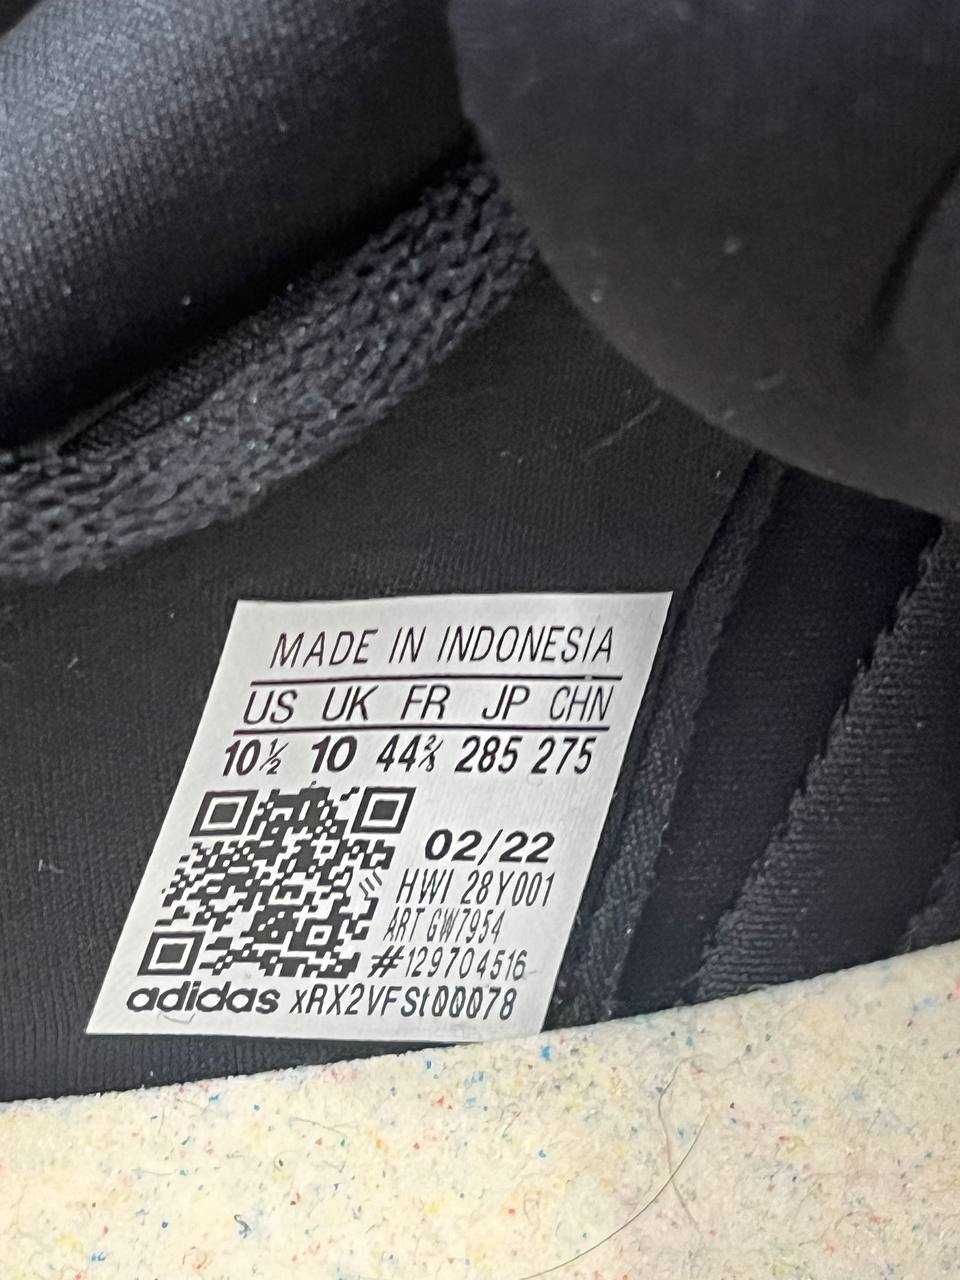 MADE IN INDONESIA
US UK FR JP CHN
10½ 10 44⅔ 285 275
02/22
HWI 28Y001
ART GW7954
#129704516
adidas xRX2VFSt00078